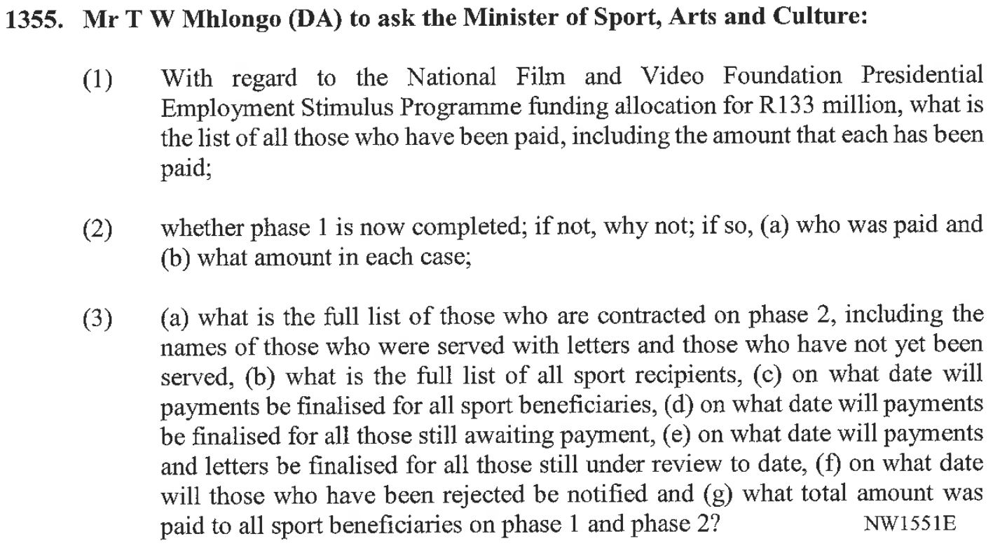 1355. Mr T W Mhlongo (DA) to ask the Minister of Sport, Arts and Culture:
(1) With regard to the National Film and Video Foundation Presidential
Employment Stimulus Programme funding allocation for R133 million, what is
the list of all those who have been paid, including the amount that each has been
paid;
(2) whether phase 1 is now completed; if not, why not; if so, (a) who was paid and
(b) what amount in each case;
(3) (a) what is the full list of those who are contracted on phase 2, including the
names of those who were served with letters and those who have not yet been
served, (b) what is the full list of all sport recipients, (c) on what date will
payments be finalised for all sport beneficiaries, (d) on what date will payments
be finalised for all those still awaiting payment, (e) on what date will payments
and letters be finalised for all those still under review to date, (f) on what date
will those who have been rejected be notified and (g) what total amount was
paid to all sport beneficiaries on phase 1 and phase 2? NW1551E